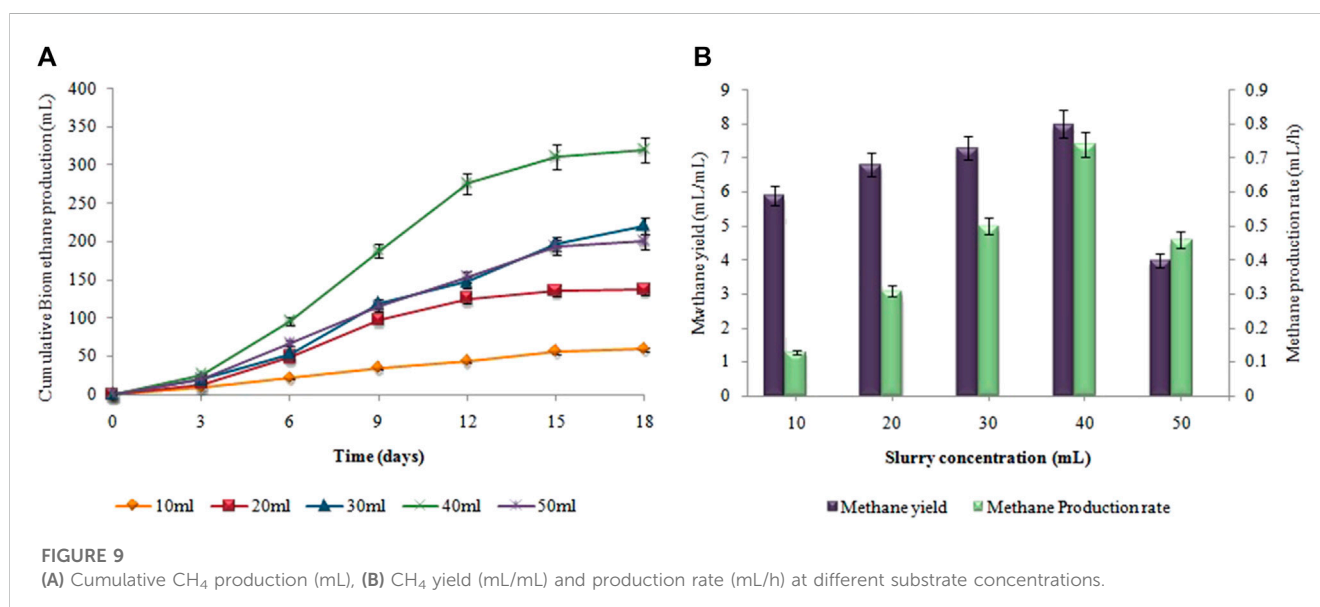 A
Cumulative Biomethane production (mL)
400
350
300
250
200
150
100
50
0
0 3 6 9 12 15 18
Time (days)
10ml 20ml 30ml 40ml 50ml
B
Mwthane yield (mL/mL)
9
8
7
6
5
4
3
2
1
0
0.9
0.8
0.7
0.6
0.5
0.4
0.3
0.2
0.1
0
Methane production rate (mL/h)
10 20 30 40 50
Slurry concentration (mL)
Methane yield Methane Production rate
FIGURE 9
(A) Cumulative CH₄ production (mL), (B) CH₄ yield (mL/mL) and production rate (mL/h) at different substrate concentrations.